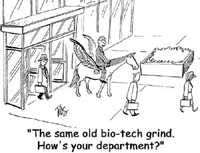 "The same old bio-tech grind.
How's your department?"